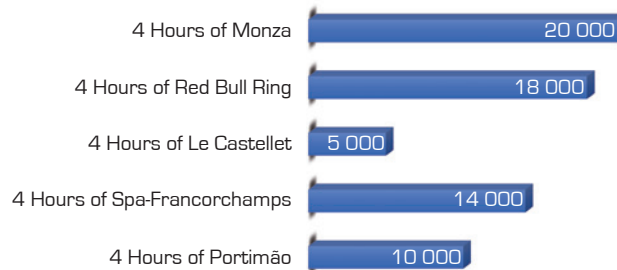 4 Hours of Monza 20 000
4 Hours of Red Bull Ring 18 000
4 Hours of Le Castellet 5 000
4 Hours of Spa-Francorchamps 14 000
4 Hours of Portimão 10 000